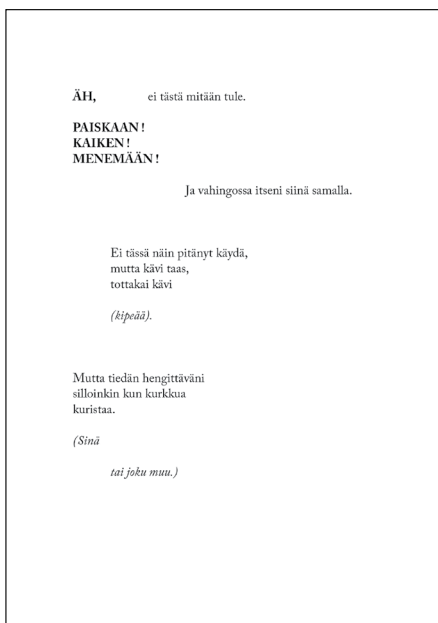 ÄH, ei tästä mitään tule.
PAISKAAN!
KAIKEN!
MENEMÄÄN!
Ja vahingossa itseni siinä samalla.
Ei tässä näin pitänyt käydä,
mutta kävi taas,
tottakai kävi
(kipeää).
Mutta tiedän hengittäväni
silloinkin kun kurkkua
kuristaa.
(Sinä
tai joku muu.)